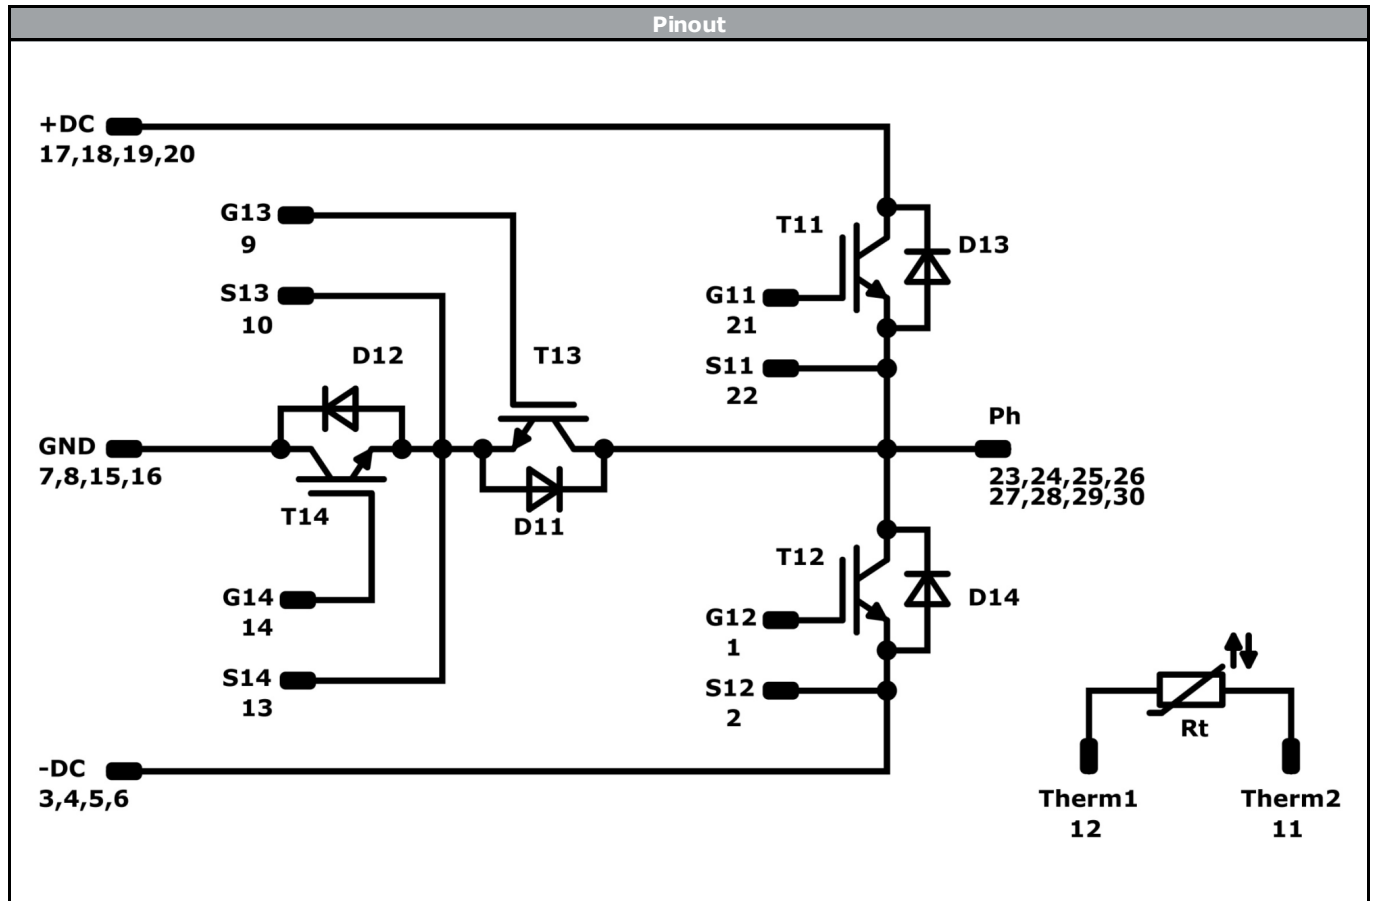 Pinout
+DC
17,18,19,20
G13
9
S13
10
D12
T13
GND
7,8,15,16
T14
D11
G14
14
S14
13
-DC
3,4,5,6
T11
D13
G11
21
S11
22
Ph
23,24,25,26
27,28,29,30
T12
D14
G12
1
S12
2
Rt
Therm1
12
Therm2
11